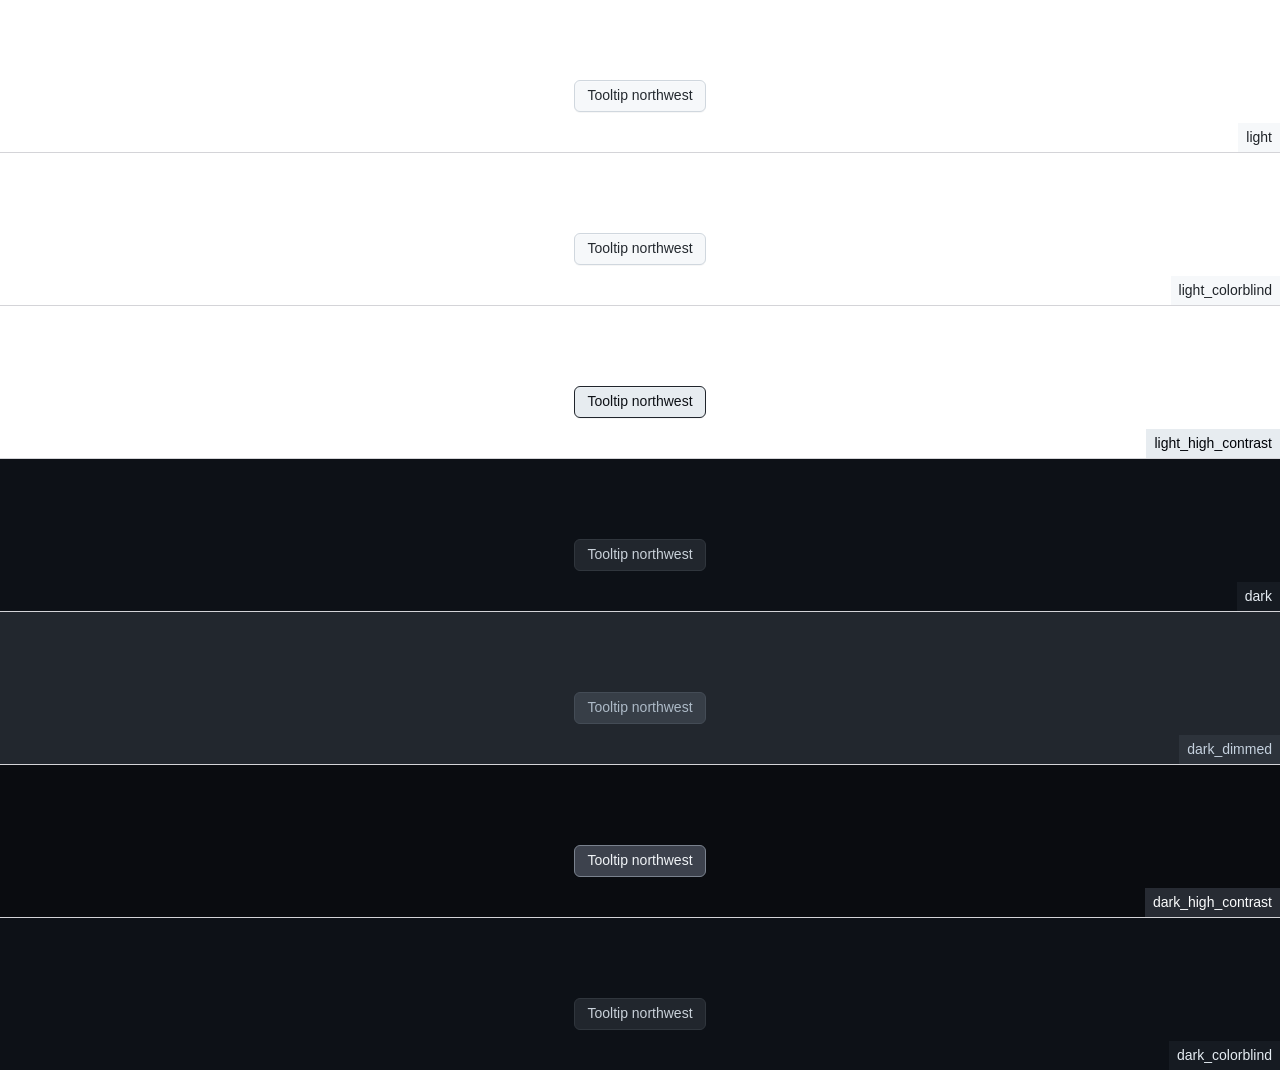 Tooltip northwest
light
Tooltip northwest
light_colorblind
Tooltip northwest
light_high_contrast
Tooltip northwest
dark
Tooltip northwest
dark_dimmed
Tooltip northwest
dark_high_contrast
Tooltip northwest
dark_colorblind